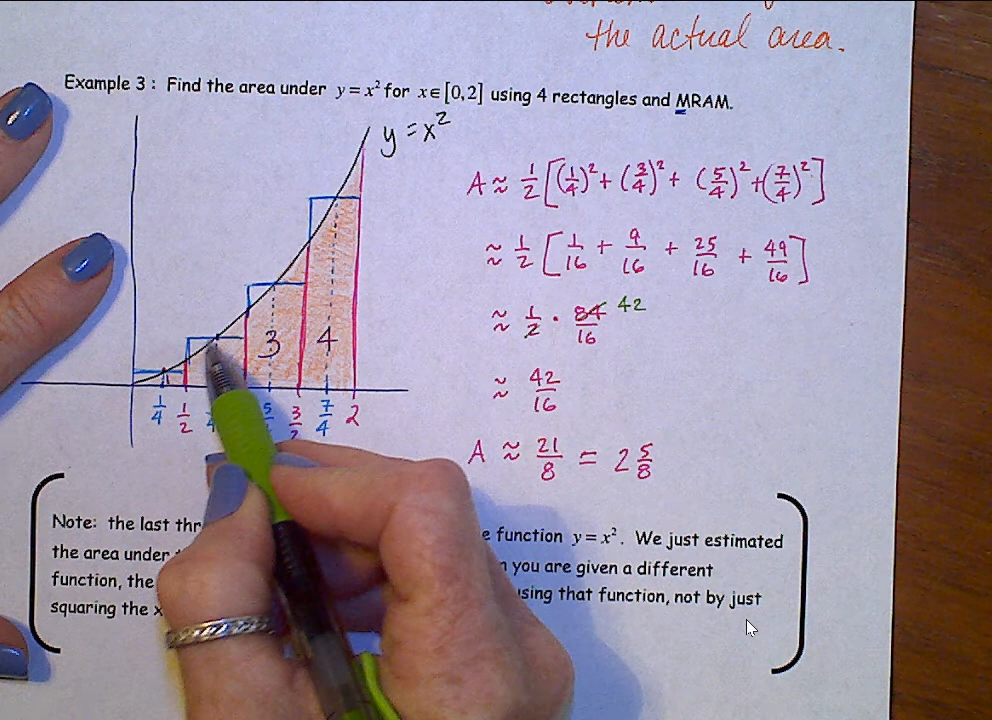 the actual area.
Example 3 : Find the area under y = x² for x ∈ [0,2] using 4 rectangles and MRAM.
y = x²
A ≈ 1/2 [(1/4)² + (3/4)² + (5/4)² + (7/4)²]
≈ 1/2 [1/16 + 9/16 + 25/16 + 49/16]
≈ 1/2 · 84/16 42
≈ 42/16
A ≈ 21/8 = 2 5/8
3 4
1/4 1/2 3/2 7/4 2
Note: the last
e function y = x². We just estimated
the area under
you are given a different
function, the
using that function, not by just
squaring the x